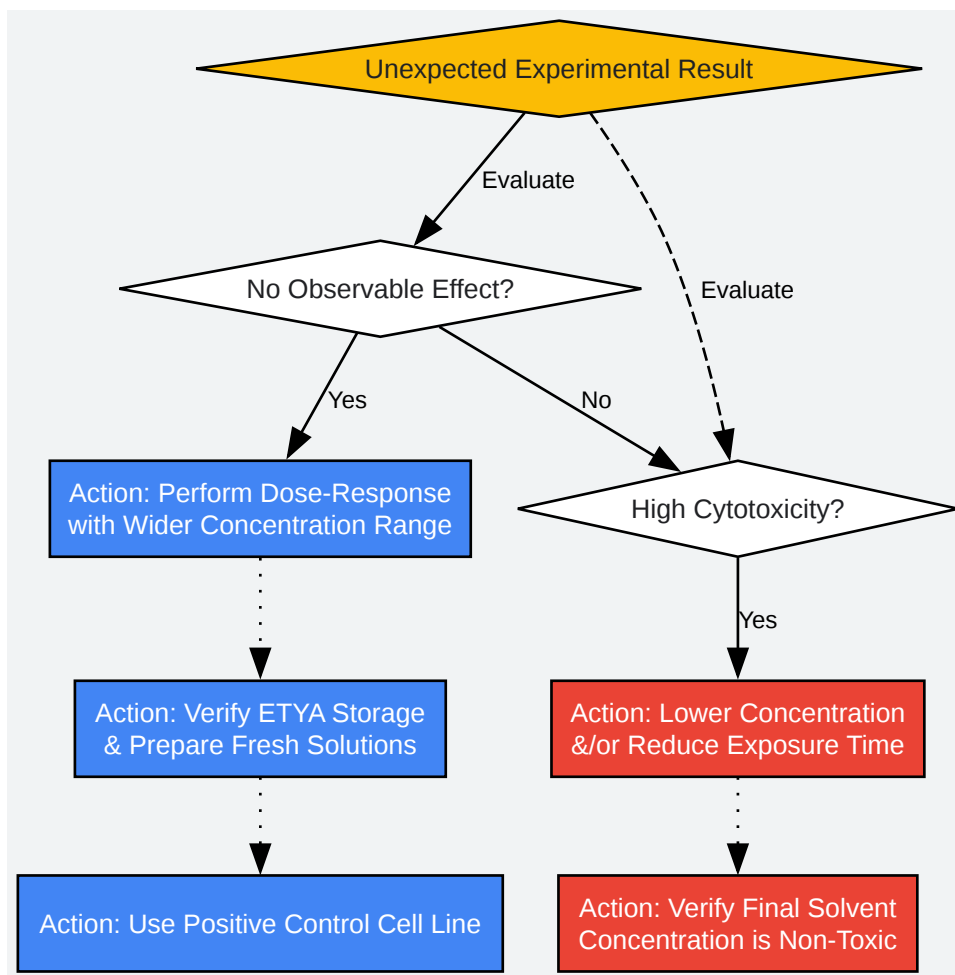 Unexpected Experimental Result
Evaluate
No Observable Effect?
Evaluate
Yes
No
Action: Perform Dose-Response
with Wider Concentration Range
High Cytotoxicity?
Yes
Action: Verify ETYA Storage
& Prepare Fresh Solutions
Action: Lower Concentration
&/or Reduce Exposure Time
Action: Use Positive Control Cell Line
Action: Verify Final Solvent
Concentration is Non-Toxic